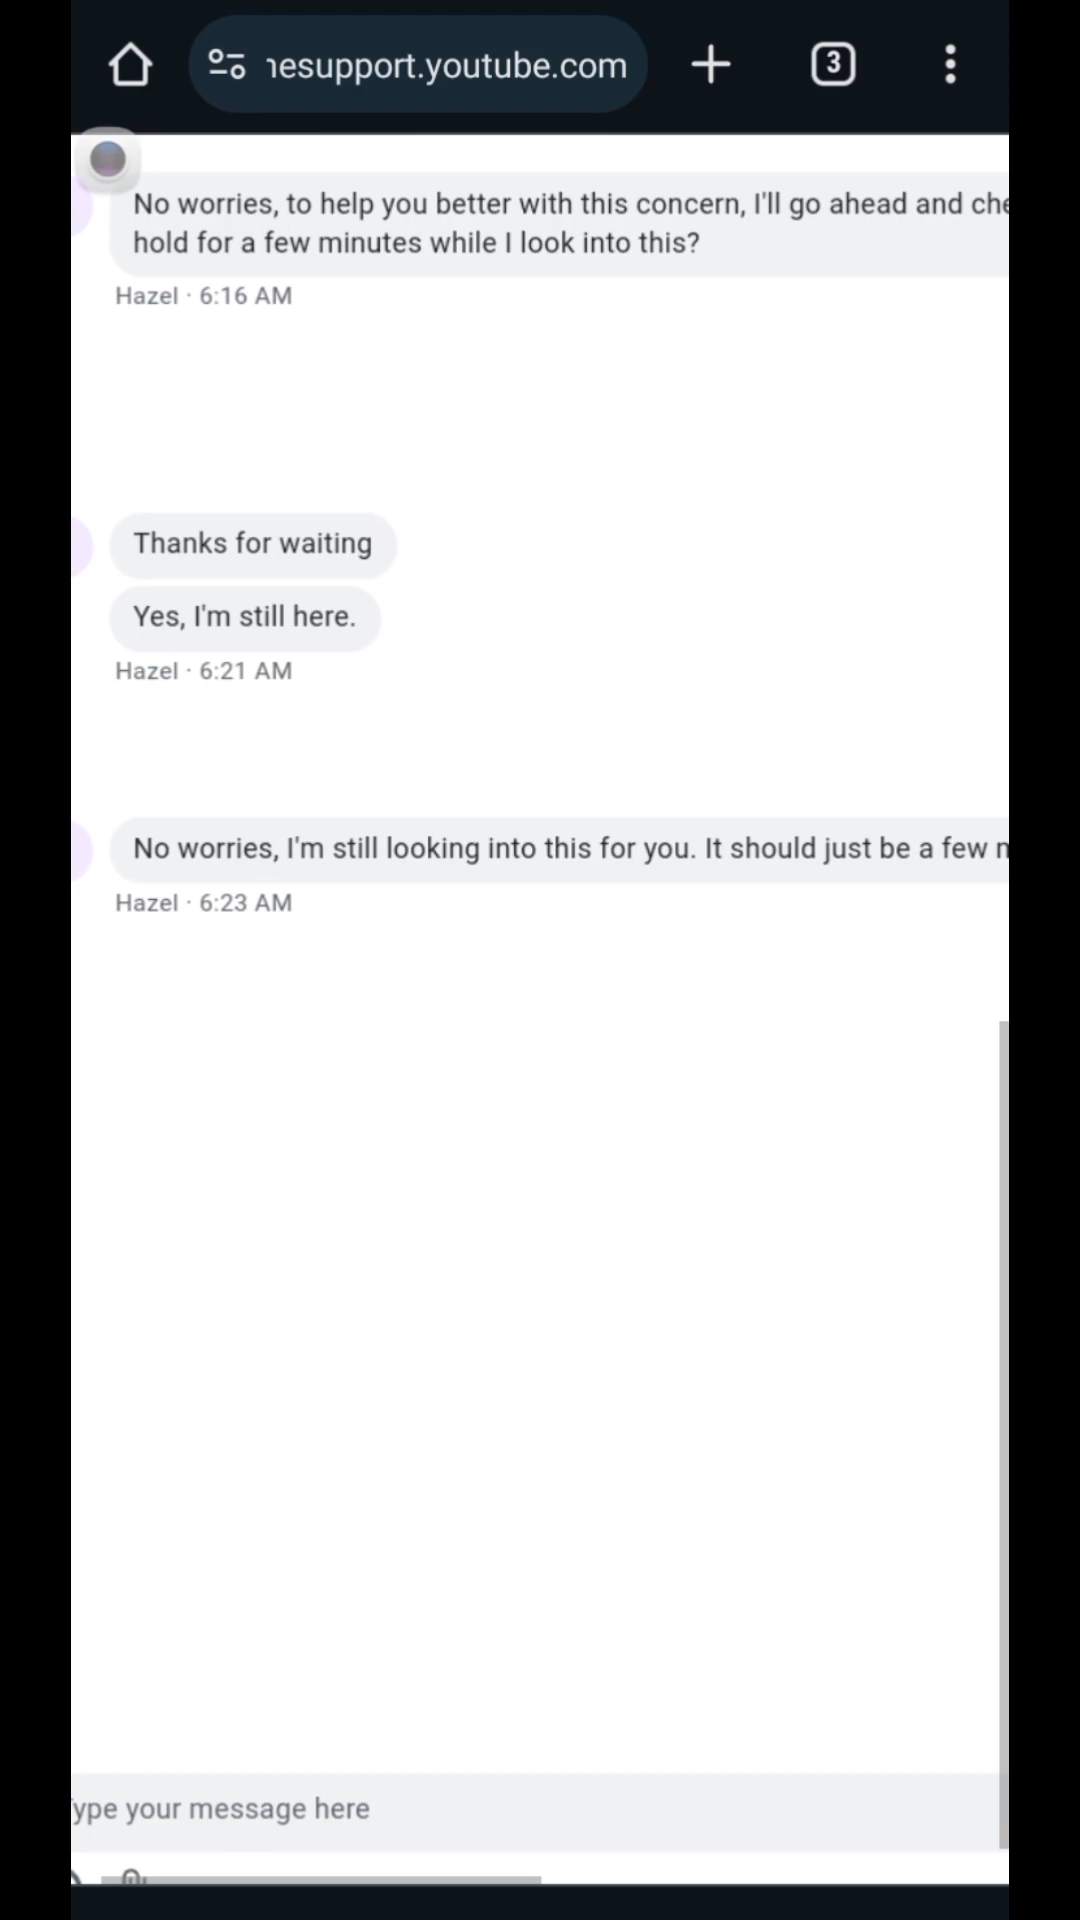 esupport.youtube.com
3
No worries, to help you better with this concern, I'll go ahead and che
hold for a few minutes while I look into this?
Hazel · 6:16 AM
Thanks for waiting
Yes, I'm still here.
Hazel · 6:21 AM
No worries, I'm still looking into this for you. It should just be a few
Hazel · 6:23 AM
ype your message here